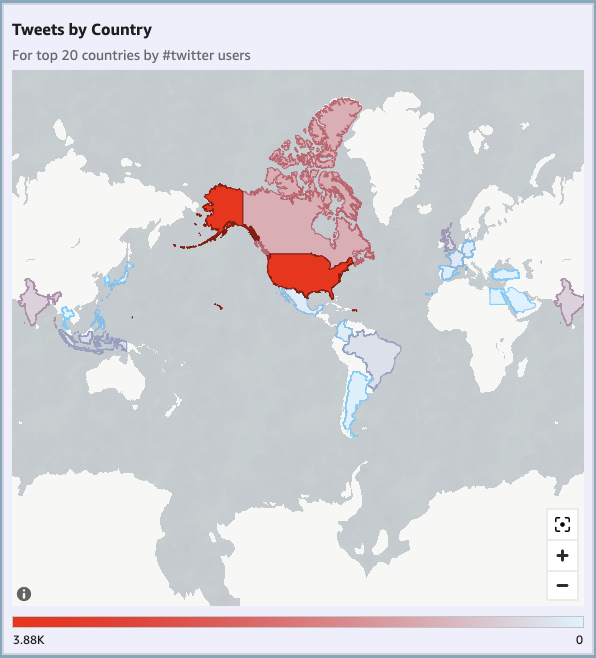 Tweets by Country
For top 20 countries by #twitter users
3.88K
0